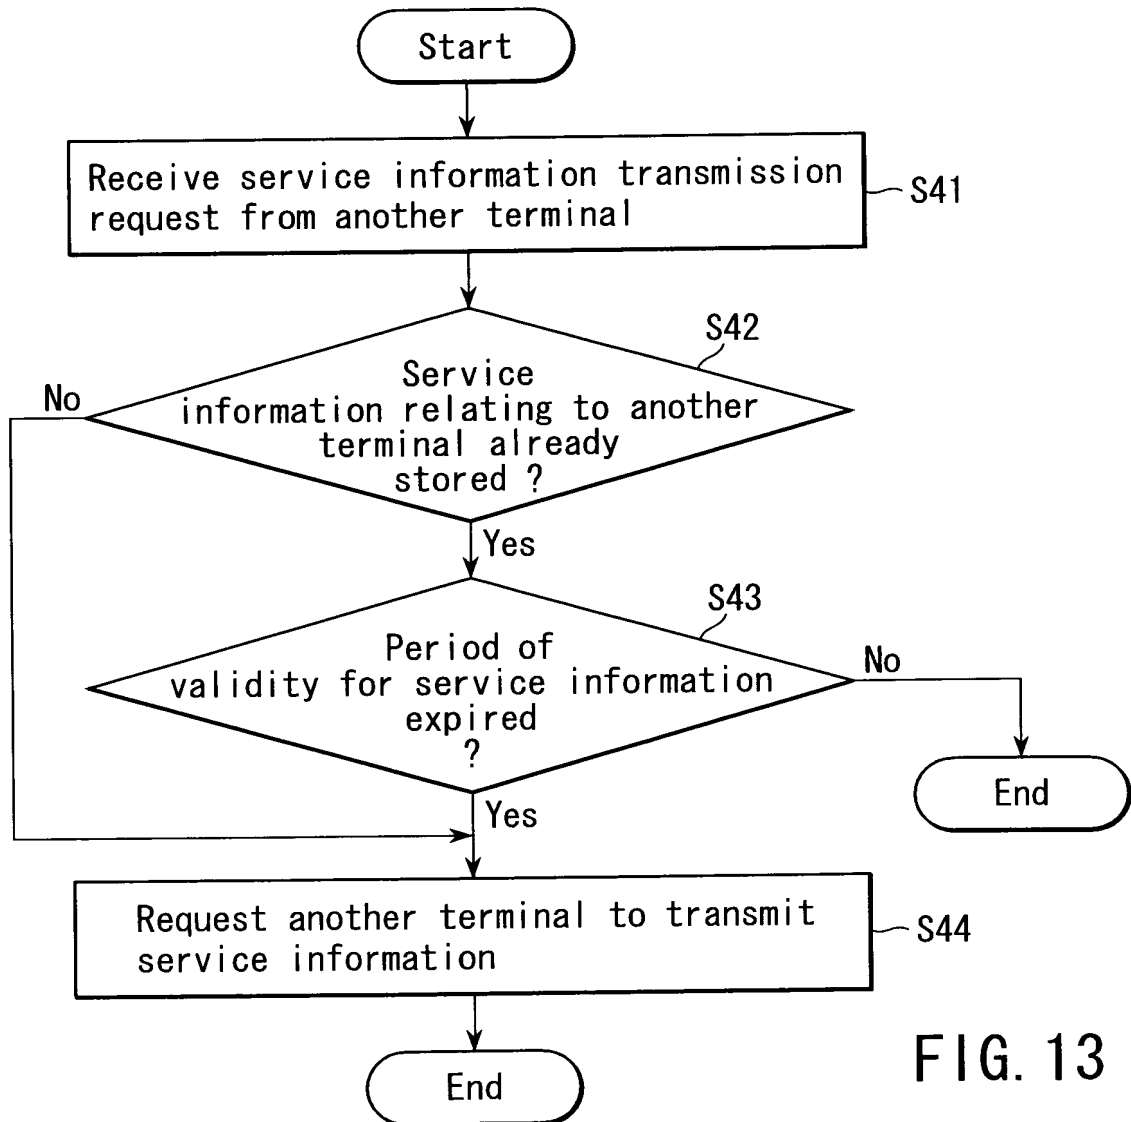 Start
Receive service information transmission
request from another terminal
S41
S42
No
Service
information relating to another
terminal already
stored ?
Yes
S43
Period of
validity for service information
expired
?
No
End
Yes
Request another terminal to transmit
service information
S44
End
FIG. 13